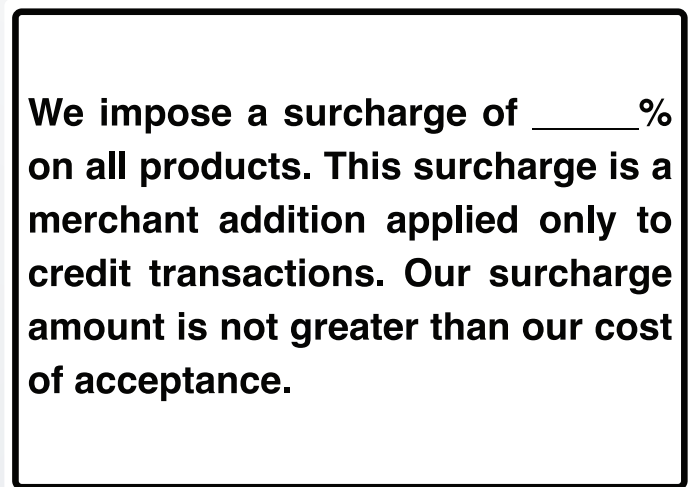 We impose a surcharge of ______%
on all products. This surcharge is a
merchant addition applied only to
credit transactions. Our surcharge
amount is not greater than our cost
of acceptance.